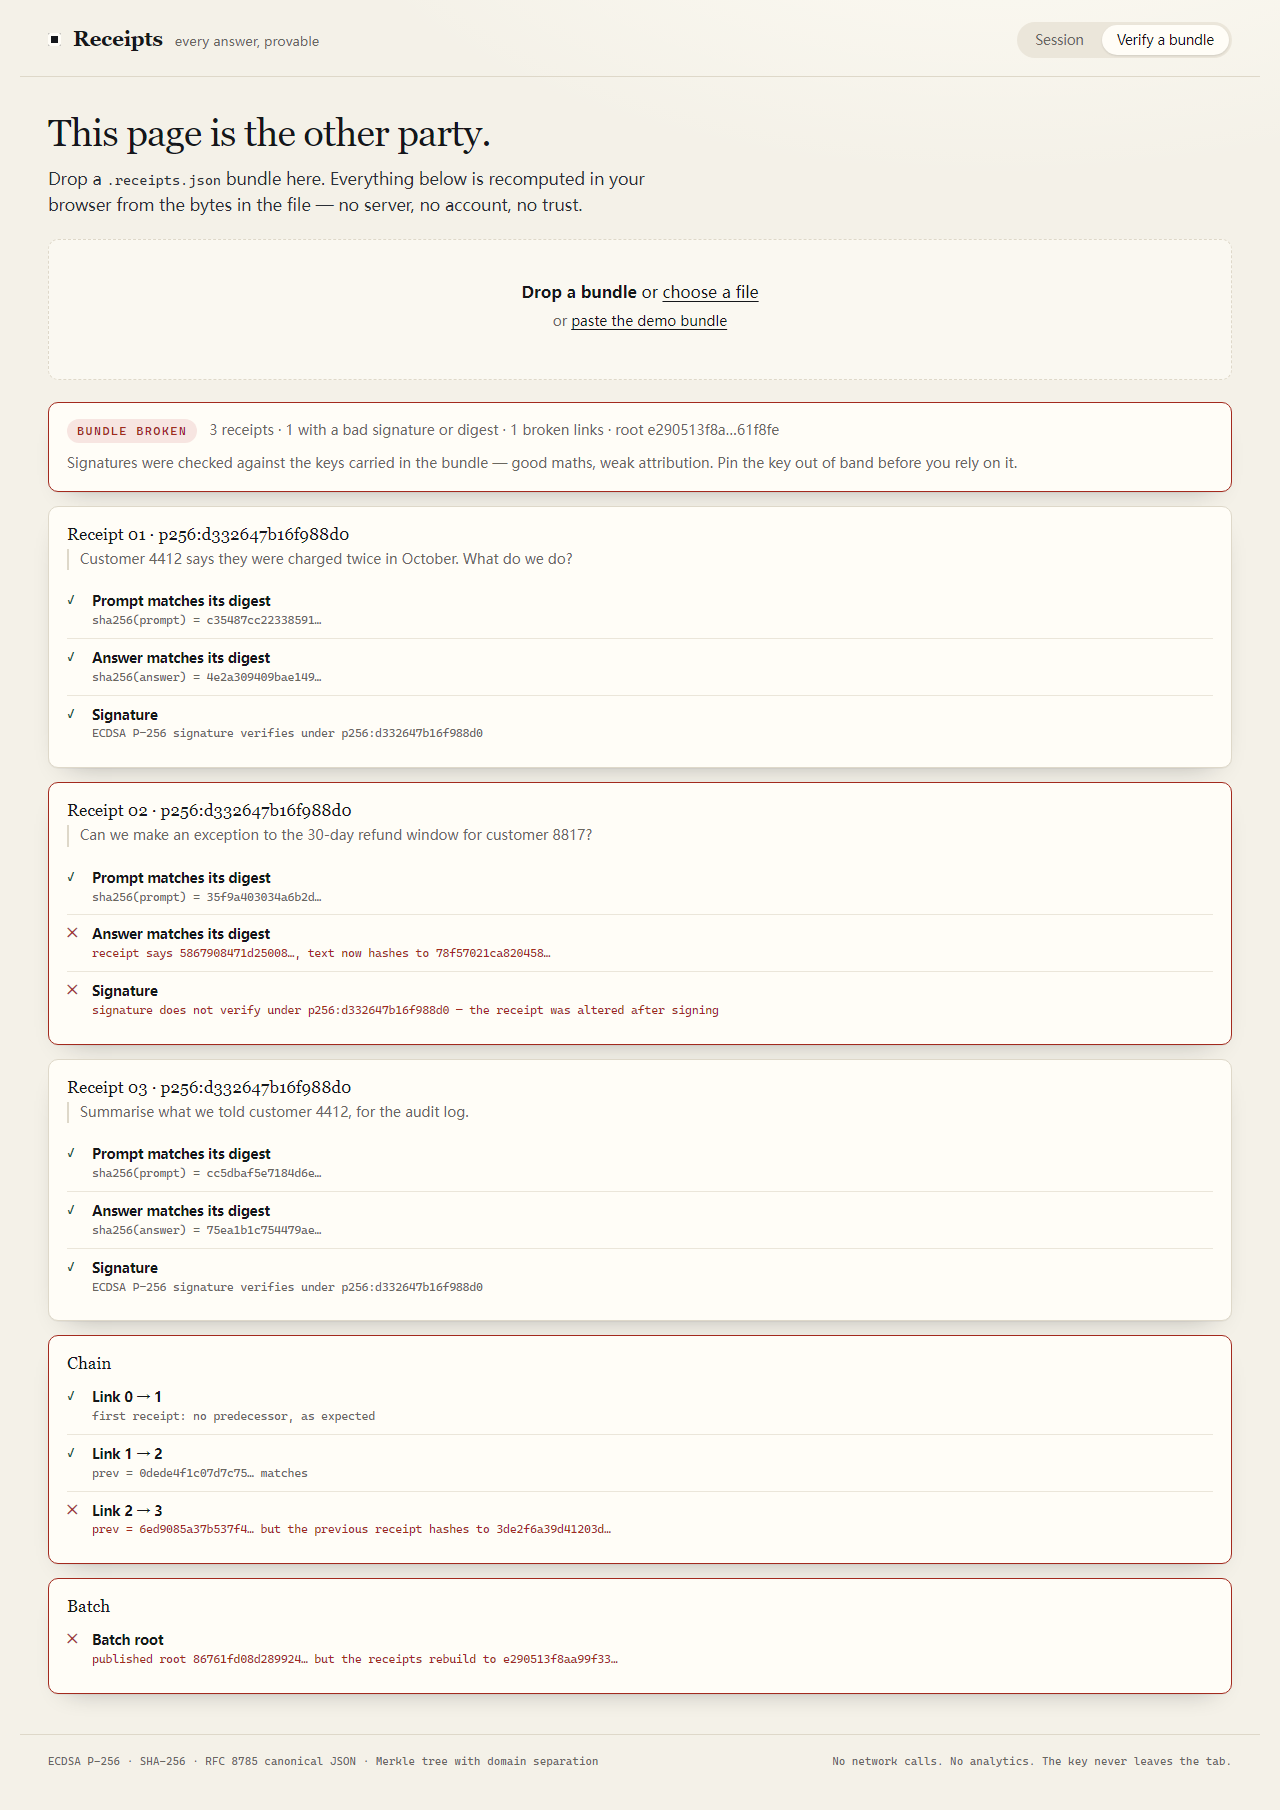 Receipts every answer, provable
Session
Verify a bundle
This page is the other party.
Drop a .receipts.json bundle here. Everything below is recomputed in your
browser from the bytes in the file — no server, no account, no trust.
Drop a bundle or choose a file
or paste the demo bundle
BUNDLE BROKEN 3 receipts · 1 with a bad signature or digest · 1 broken links · root e290513f8a…61f8fe
Signatures were checked against the keys carried in the bundle — good maths, weak attribution. Pin the key out of band before you rely on it.
Receipt 01 · p256:d332647b16f988d0
Customer 4412 says they were charged twice in October. What do we do?
✓ Prompt matches its digest
sha256(prompt) = c35487cc22338591…
✓ Answer matches its digest
sha256(answer) = 4e2a309409bae149…
✓ Signature
ECDSA P-256 signature verifies under p256:d332647b16f988d0
Receipt 02 · p256:d332647b16f988d0
Can we make an exception to the 30-day refund window for customer 8817?
✓ Prompt matches its digest
sha256(prompt) = 35f9a403034a6b2d…
✕ Answer matches its digest
receipt says 5867908471d25008…, text now hashes to 78f57021ca820458…
✕ Signature
signature does not verify under p256:d332647b16f988d0 — the receipt was altered after signing
Receipt 03 · p256:d332647b16f988d0
Summarise what we told customer 4412, for the audit log.
✓ Prompt matches its digest
sha256(prompt) = cc5dbaf5e7184d6e…
✓ Answer matches its digest
sha256(answer) = 75ea1b1c754479ae…
✓ Signature
ECDSA P-256 signature verifies under p256:d332647b16f988d0
Chain
✓ Link 0 → 1
first receipt: no predecessor, as expected
✓ Link 1 → 2
prev = 0dede4f1c07d7c75… matches
✕ Link 2 → 3
prev = 6ed9085a37b537f4… but the previous receipt hashes to 3de2f6a39d41203d…
Batch
✕ Batch root
published root 86761fd08d289924… but the receipts rebuild to e290513f8aa99f33…
ECDSA P-256 · SHA-256 · RFC 8785 canonical JSON · Merkle tree with domain separation
No network calls. No analytics. The key never leaves the tab.